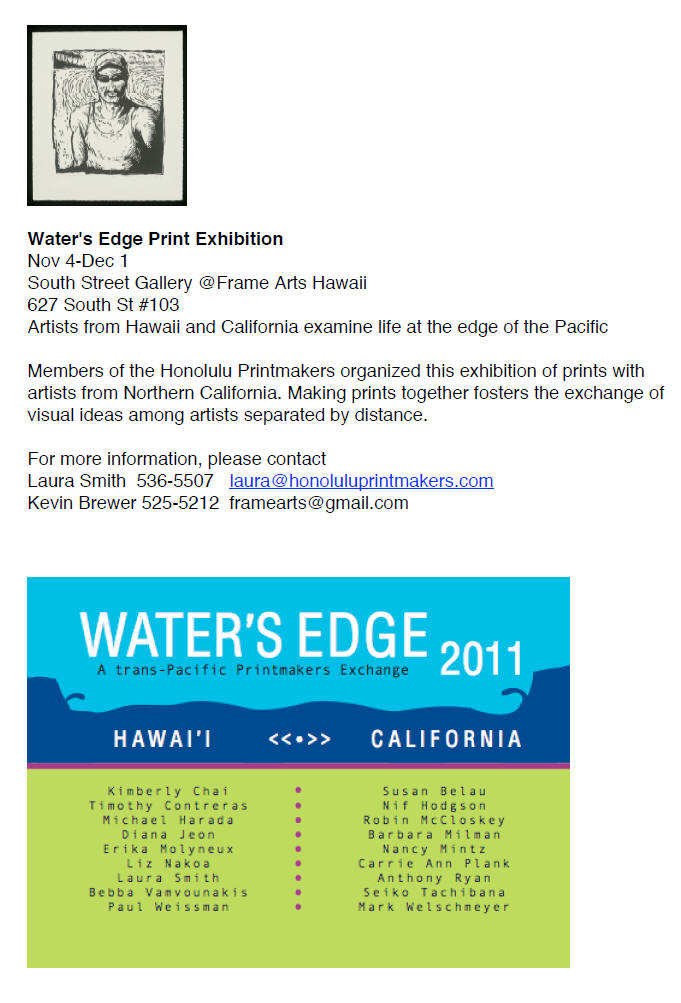 Water's Edge Print Exhibition
Nov 4-Dec 1
South Street Gallery @Frame Arts Hawaii
627 South St #103
Artists from Hawaii and California examine life at the edge of the Pacific
Members of the Honolulu Printmakers organized this exhibition of prints with
artists from Northern California. Making prints together fosters the exchange of
visual ideas among artists separated by distance.
For more information, please contact
Laura Smith 536-5507 laura@honoluluprintmakers.com
Kevin Brewer 525-5212 framearts@gmail.com
WATER'S EDGE 2011
A trans-Pacific Printmakers Exchange
HAWAI'I <<•>> CALIFORNIA
Kimberly Chai • Susan Belau
Timothy Contreras • Nif Hodgson
Michael Harada • Robin McCloskey
Diana Jeon • Barbara Milman
Erika Molyneux • Nancy Mintz
Liz Nakoa • Carrie Ann Plank
Laura Smith • Anthony Ryan
Bebba Vamvounakis • Seiko Tachibana
Paul Weissman • Mark Welschmeyer